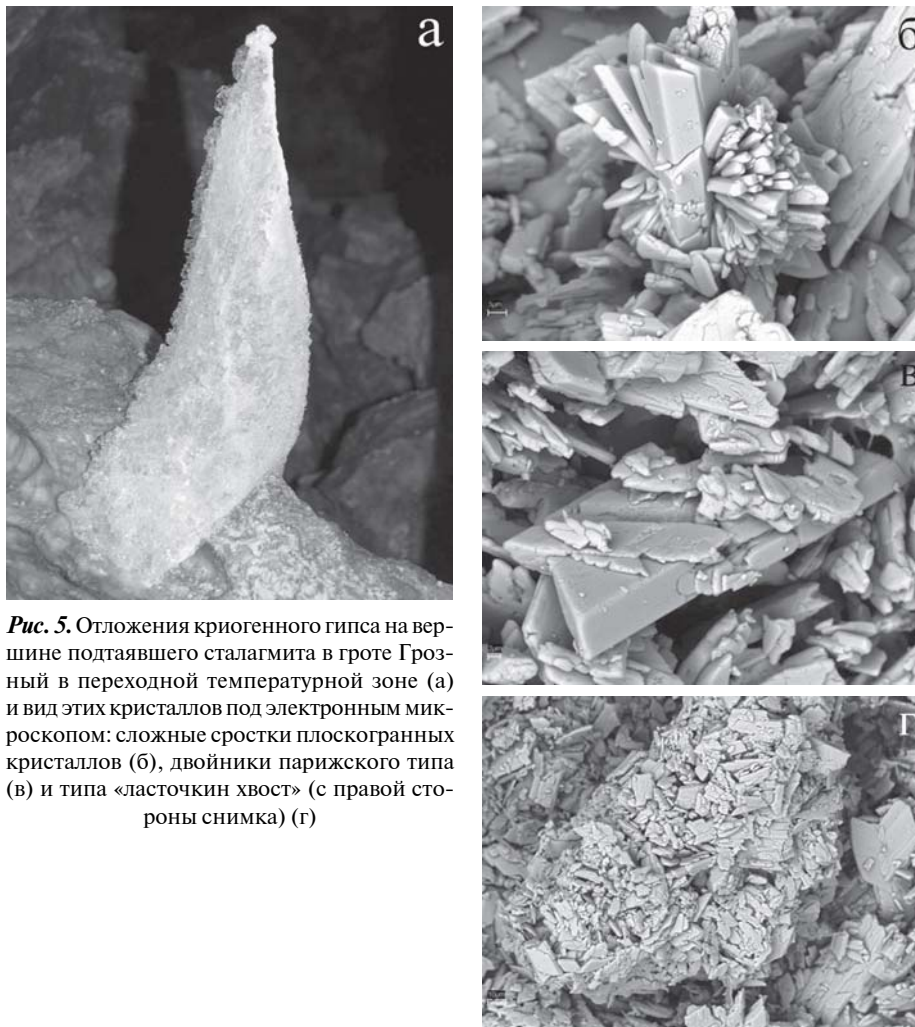 а
б
в
г
Рис. 5. Отложения криогенного гипса на вер-
шине подтаявшего сталагмита в гроте Гроз-
ный в переходной температурной зоне (а)
и вид этих кристаллов под электронным мик-
роскопом: сложные сростки плоскогранных
кристаллов (б), двойники парижского типа
(в) и типа «ласточкин хвост» (с правой сто-
роны снимка) (г)